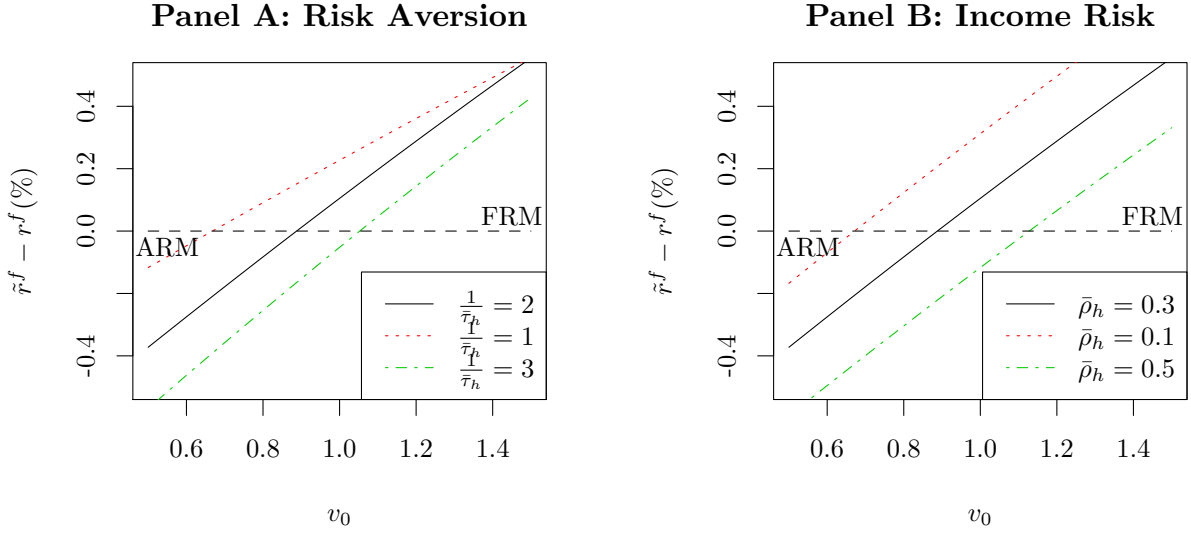 Panel A: Risk Aversion
r̃^f − r^f (%)
0.4
0.2
0.0
-0.4
ARM
FRM
1/τ̄_h = 2
1/τ̄_h = 1
1/τ̄_h = 3
0.6 0.8 1.0 1.2 1.4
v_0
Panel B: Income Risk
r̃^f − r^f (%)
0.4
0.2
0.0
-0.4
ARM
FRM
ρ̄_h = 0.3
ρ̄_h = 0.1
ρ̄_h = 0.5
0.6 0.8 1.0 1.2 1.4
v_0